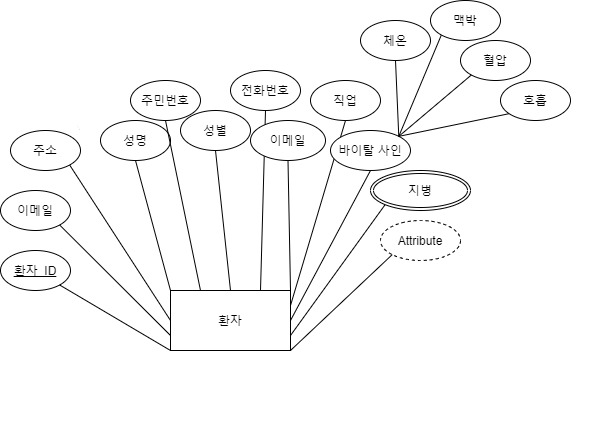 맥박
체온
혈압
전화번호
주민번호
직업
호흡
성별
성명
이메일
주소
바이탈 사인
지병
이메일
Attribute
환자 ID
환자